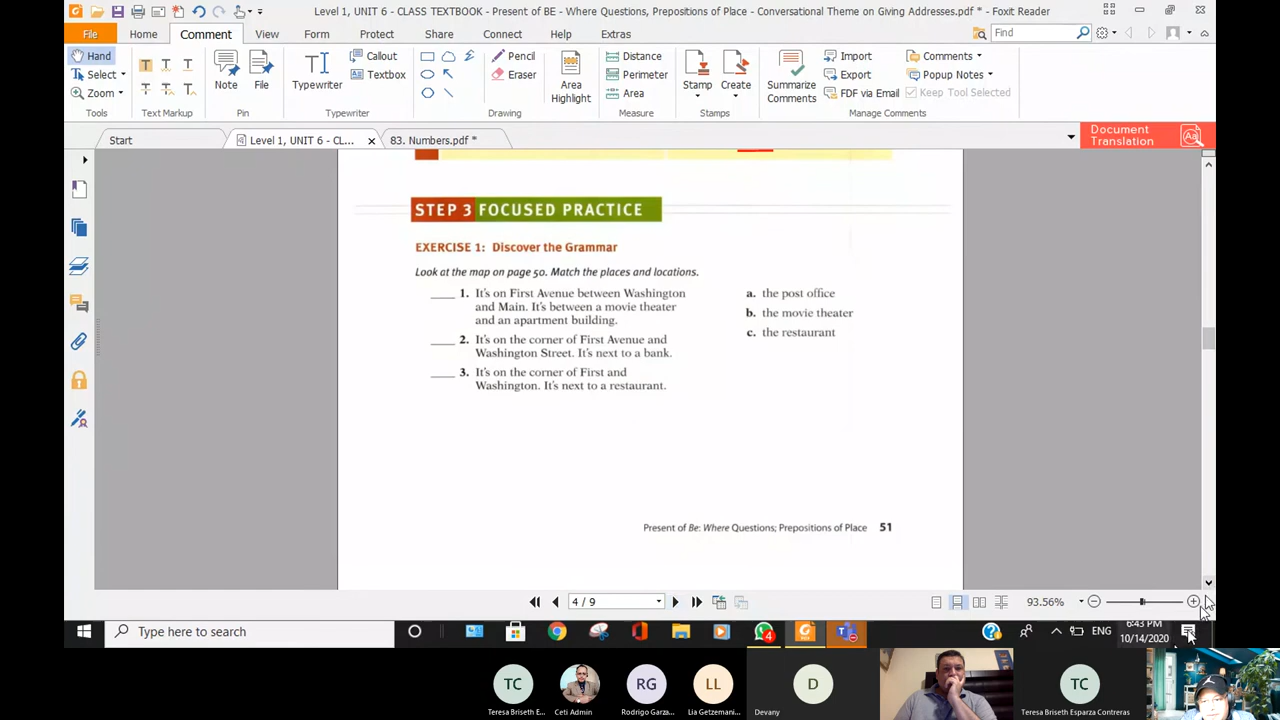 Level 1, UNIT 6 - CLASS TEXTBOOK - Present of BE - Where Questions, Prepositions of Place - Conversational Theme on Giving Addresses.pdf * - Foxit Reader
File Home Comment View Form Protect Share Connect Help Extras Find
Hand Select Zoom Tools
Text Markup
Note File Pin
Typewriter Callout Textbox Typewriter
Pencil Eraser Area Highlight Drawing
Distance Perimeter Area Measure
Stamp Create Stamps
Summarize Comments Import Export FDF via Email Comments Popup Notes Keep Tool Selected Manage Comments
Start Level 1, UNIT 6 - CL... 83. Numbers.pdf * Document Translation
STEP 3 FOCUSED PRACTICE
EXERCISE 1: Discover the Grammar
Look at the map on page 50. Match the places and locations.
____ 1. It's on First Avenue between Washington
and Main. It's between a movie theater
and an apartment building.
____ 2. It's on the corner of First Avenue and
Washington Street. It's next to a bank.
____ 3. It's on the corner of First and
Washington. It's next to a restaurant.
a. the post office
b. the movie theater
c. the restaurant
Present of Be: Where Questions; Prepositions of Place 51
4 / 9 93.56%
Type here to search 4 ENG 6:43 PM
10/14/2020
TC RG LL D TC
Teresa Briseth E... Ceti Admin Rodrigo Garza... Lia Getzemani... Devany Teresa Briseth Esparza Contreras